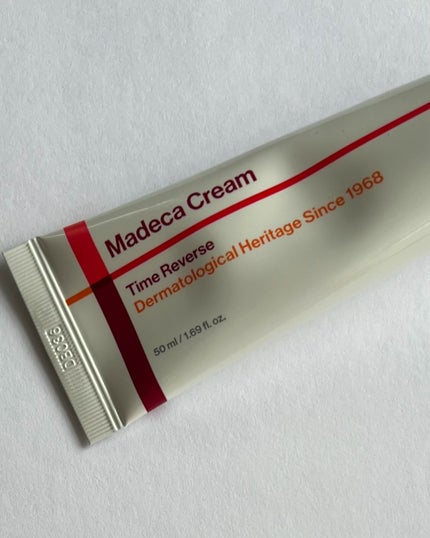 Madeca Cream
Time Reverse
Dermatological Heritage Since 1968
50 ml / 1.69 fl. oz.